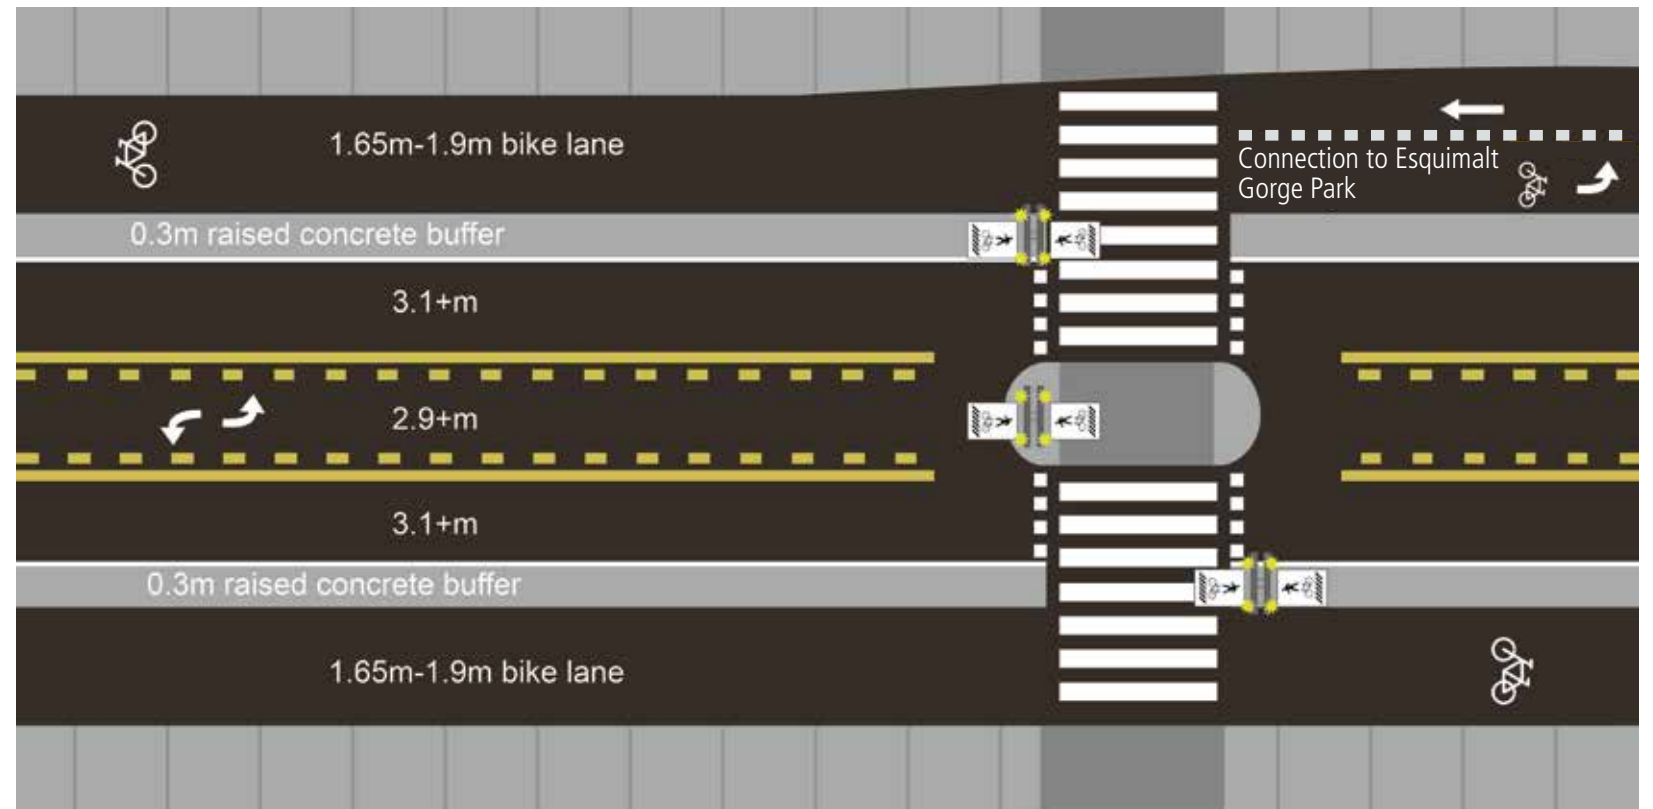 1.65m-1.9m bike lane
Connection to Esquimalt
Gorge Park
0.3m raised concrete buffer
3.1+m
2.9+m
3.1+m
0.3m raised concrete buffer
1.65m-1.9m bike lane